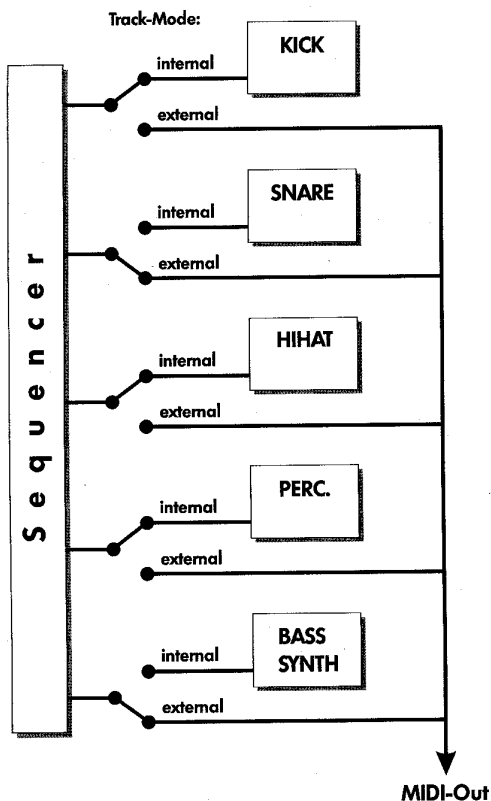 Track-Mode:
internal
KICK
external
internal
SNARE
external
Sequencer
internal
HIHAT
external
internal
PERC.
external
internal
BASS
SYNTH
external
MIDI-Out